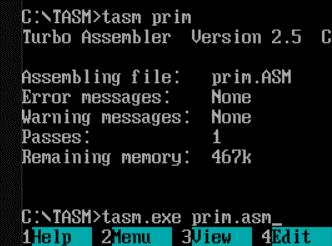 C:\TASM>tasm prim
Turbo Assembler Version 2.5 C
Assembling file: prim.ASM
Error messages: None
Warning messages: None
Passes: 1
Remaining memory: 467k
C:\TASM>tasm.exe prim.asm_
1Help 2Menu 3View 4Edit